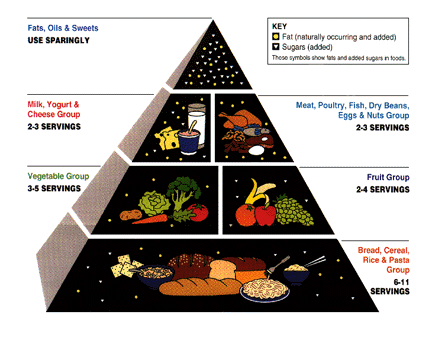 Fats, Oils & Sweets
USE SPARINGLY
KEY
Fat (naturally occurring and added)
Sugars (added)
These symbols show fats and added sugars in foods.
Milk, Yogurt &
Cheese Group
2-3 SERVINGS
Meat, Poultry, Fish, Dry Beans,
Eggs & Nuts Group
2-3 SERVINGS
Vegetable Group
3-5 SERVINGS
Fruit Group
2-4 SERVINGS
Bread, Cereal,
Rice & Pasta
Group
6-11
SERVINGS